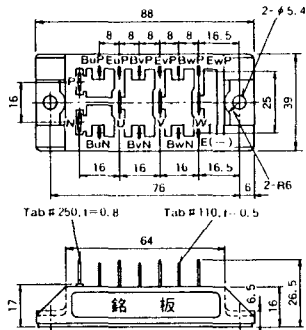 88
8 8 8 8 8 16.5
2-φ5.4
BuP EuP BvP EvP BwP EwP
P
N
U V W
16
25
39
BuN BvN BwN E(−)
16 16 16 16.5
2-R6
76 6
Tab#250,t=0.8 Tab#110,t=0.5
64
17
銘板
6.5
16
26.5